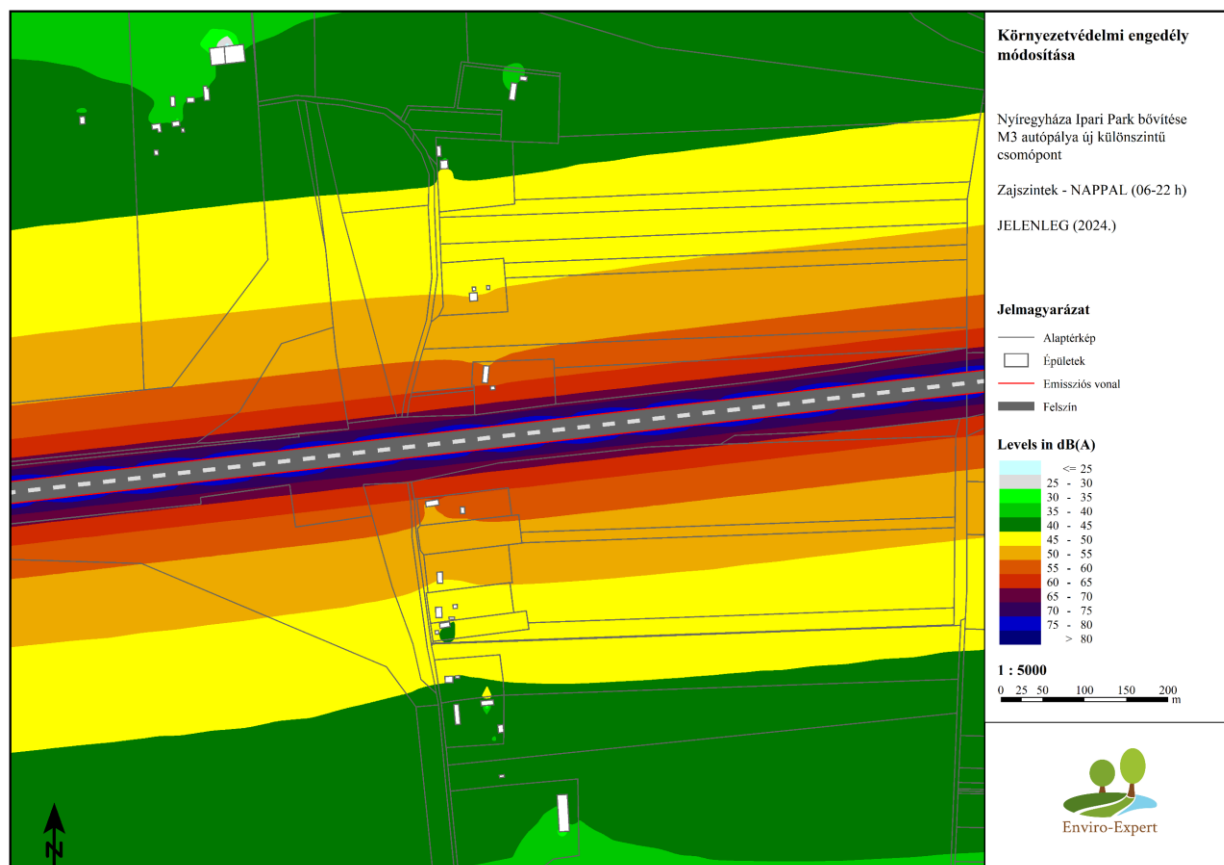 Környezetvédelmi engedély
módosítása
Nyíregyháza Ipari Park bővítése
M3 autópálya új különszintű
csomópont
Zajszintek - NAPPAL (06-22 h)
JELENLEG (2024.)
Jelmagyarázat
Alaptérkép
Épületek
Emissziós vonal
Felszín
Levels in dB(A)
<= 25
25 - 30
30 - 35
35 - 40
40 - 45
45 - 50
50 - 55
55 - 60
60 - 65
65 - 70
70 - 75
75 - 80
> 80
1 : 5000
0 25 50 100 150 200
m
Enviro-Expert
N